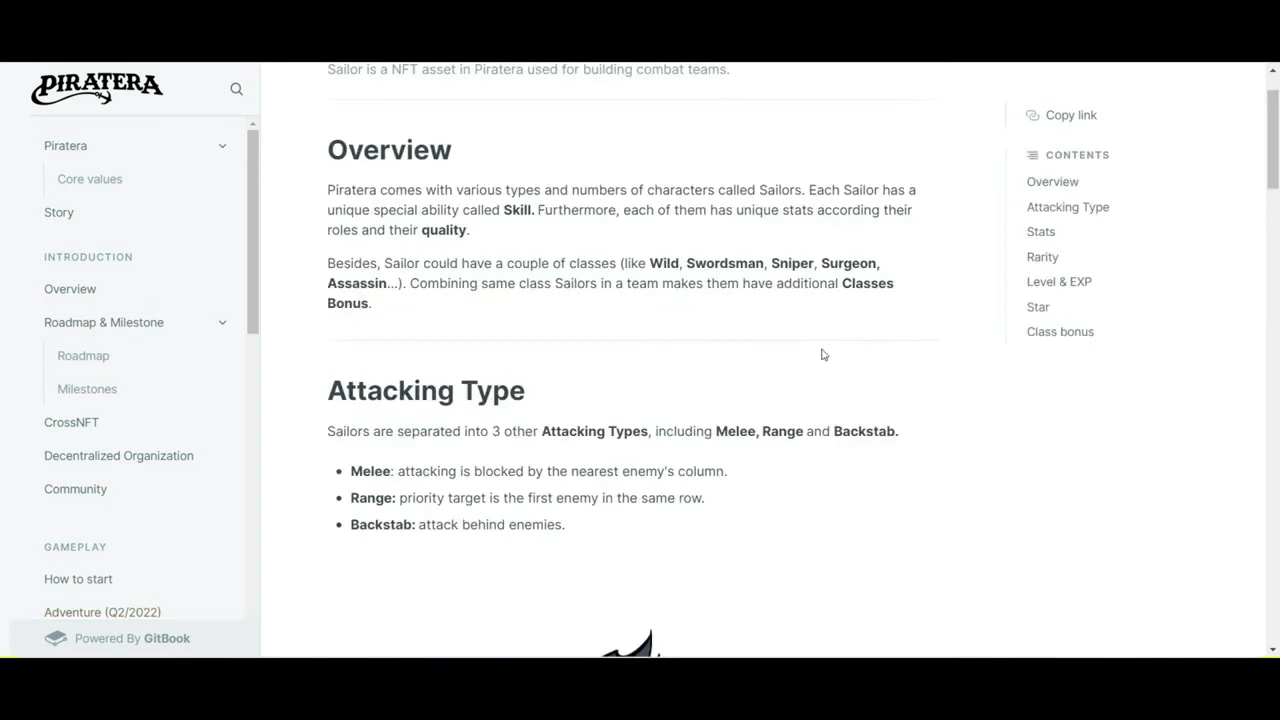 PIRATERA
Piratera
Core values
Story
INTRODUCTION
Overview
Roadmap & Milestone
Roadmap
Milestones
CrossNFT
Decentralized Organization
Community
GAMEPLAY
How to start
Adventure (Q2/2022)
Powered By GitBook
Sailor is a NFT asset in Piratera used for building combat teams.
Overview
Piratera comes with various types and numbers of characters called Sailors. Each Sailor has a
unique special ability called Skill. Furthermore, each of them has unique stats according their
roles and their quality.
Besides, Sailor could have a couple of classes (like Wild, Swordsman, Sniper, Surgeon,
Assassin...). Combining same class Sailors in a team makes them have additional Classes
Bonus.
Attacking Type
Sailors are separated into 3 other Attacking Types, including Melee, Range and Backstab.
• Melee: attacking is blocked by the nearest enemy's column.
• Range: priority target is the first enemy in the same row.
• Backstab: attack behind enemies.
Copy link
CONTENTS
Overview
Attacking Type
Stats
Rarity
Level & EXP
Star
Class bonus